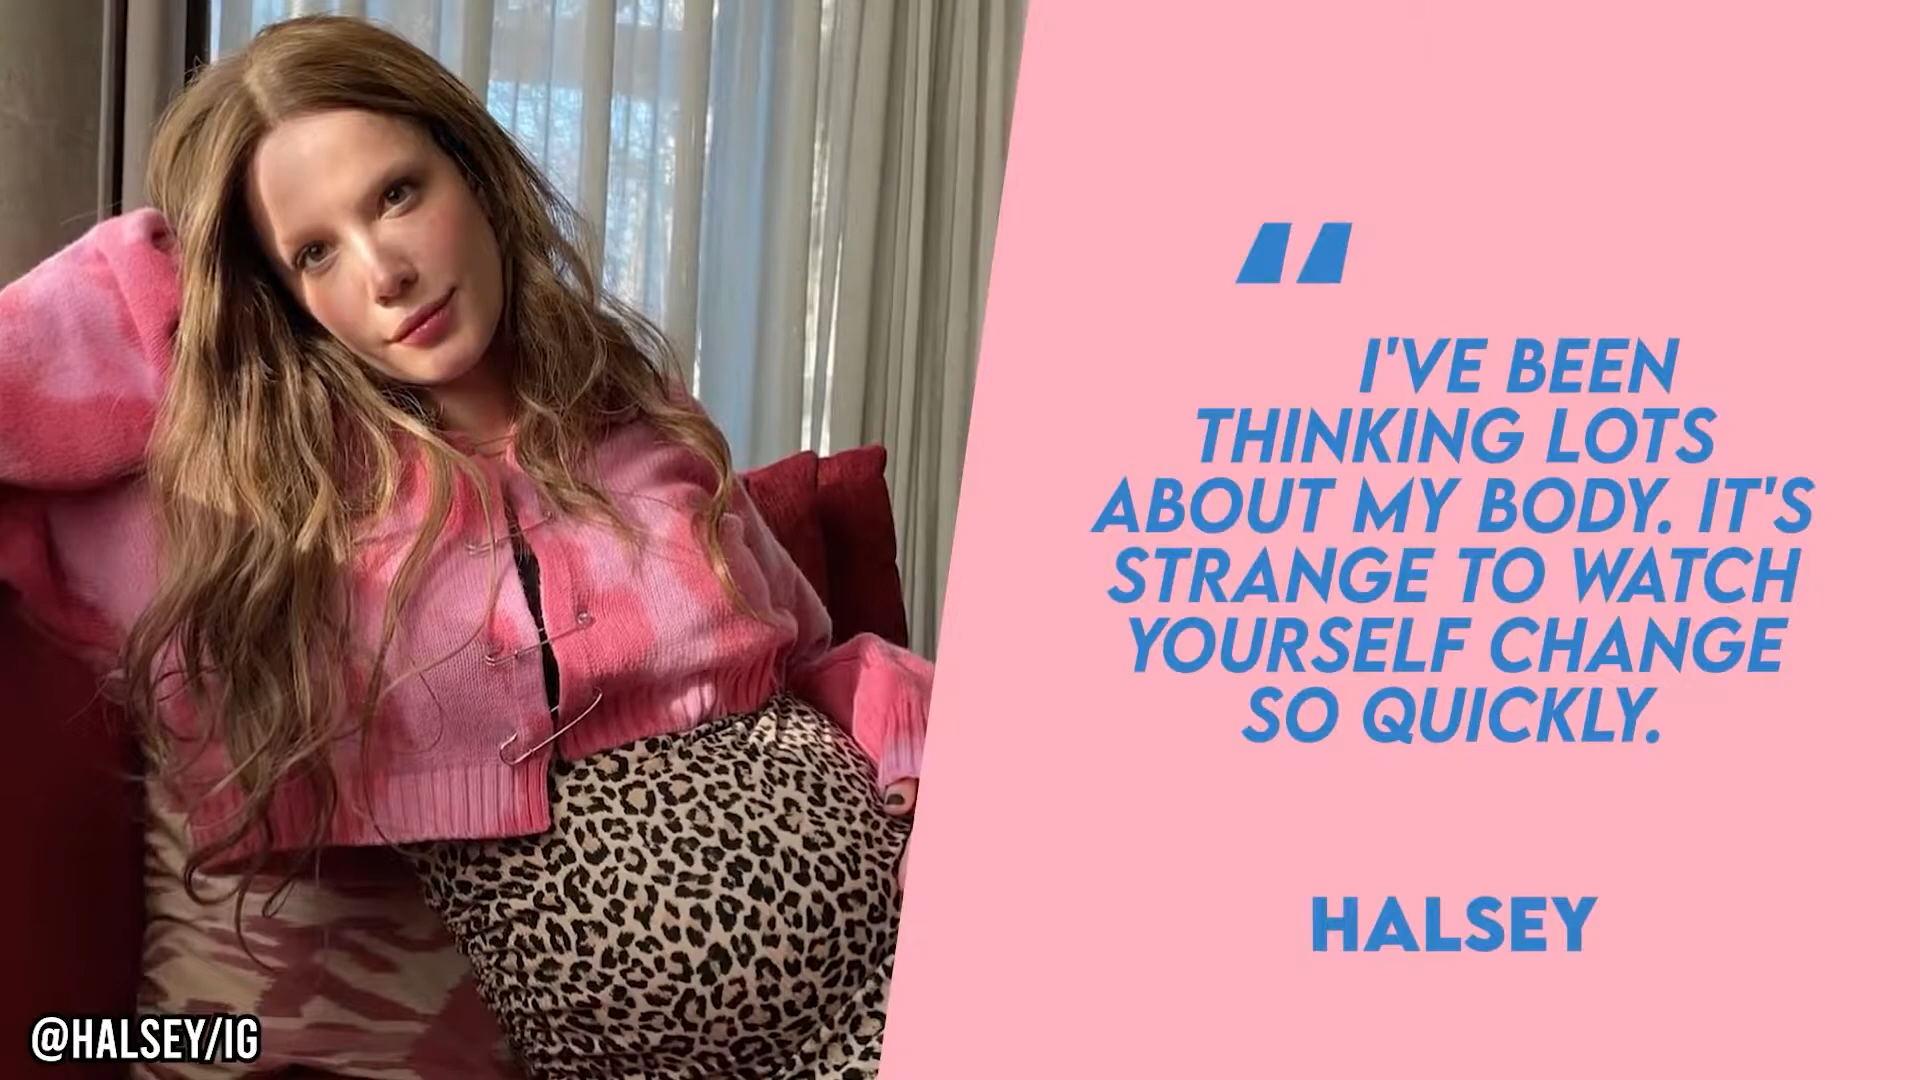 “
I'VE BEEN
THINKING LOTS
ABOUT MY BODY. IT'S
STRANGE TO WATCH
YOURSELF CHANGE
SO QUICKLY.
HALSEY
@HALSEY/IG